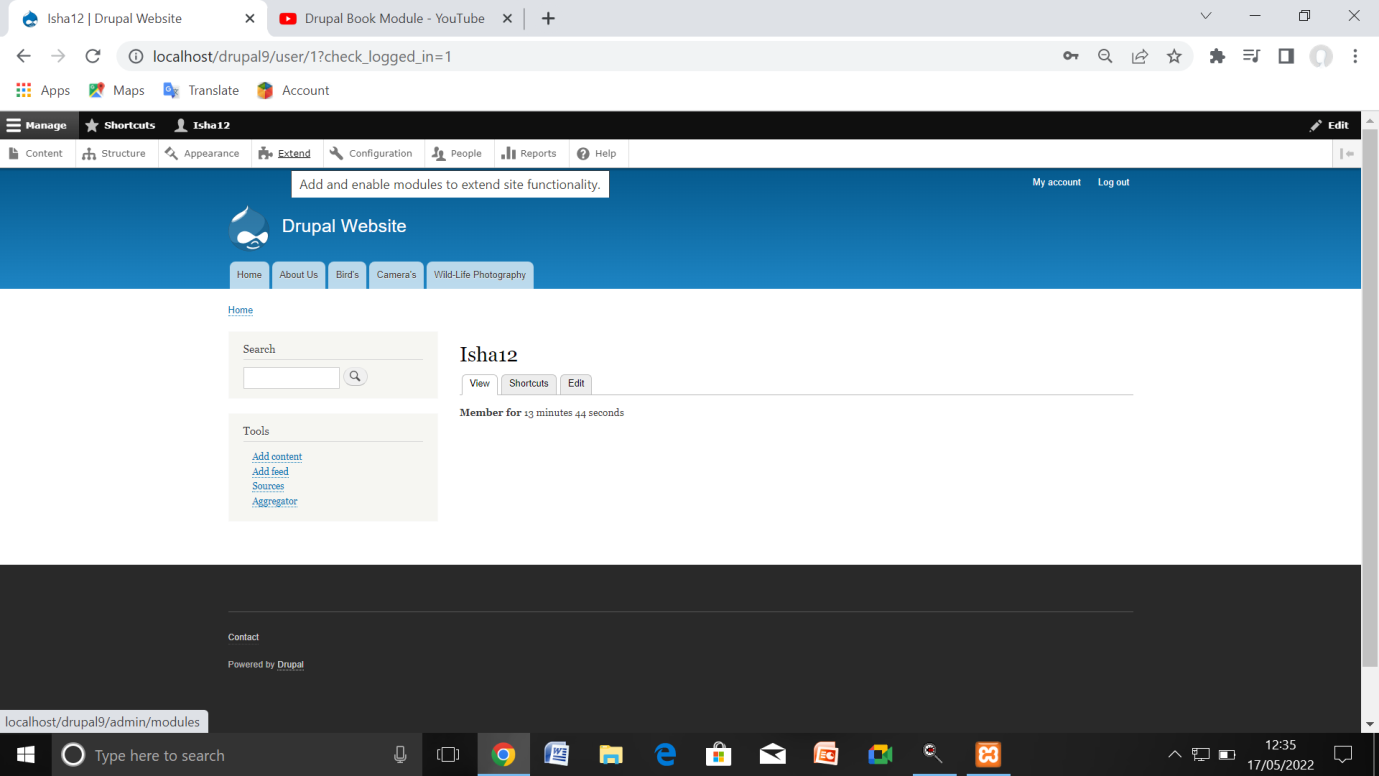 Isha12 | Drupal Website
Drupal Book Module - YouTube
localhost/drupal9/user/1?check_logged_in=1
Apps Maps Translate Account
Manage Shortcuts Isha12 Edit
Content Structure Appearance Extend Configuration People Reports Help
Add and enable modules to extend site functionality.
My account Log out
Drupal Website
Home About Us Bird's Camera's Wild-Life Photography
Home
Search
Isha12
View Shortcuts Edit
Member for 13 minutes 44 seconds
Tools
Add content
Add feed
Sources
Aggregator
Contact
Powered by Drupal
localhost/drupal9/admin/modules
Type here to search
12:35
17/05/2022